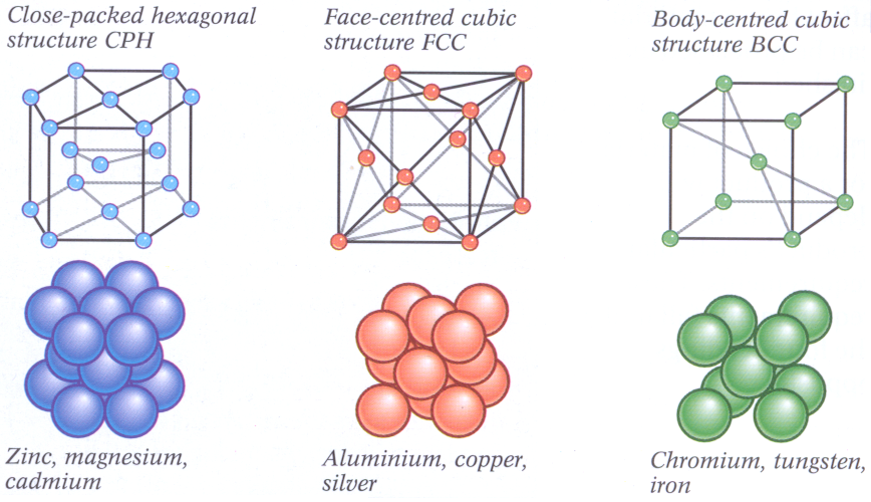 Close-packed hexagonal
structure CPH
Face-centred cubic
structure FCC
Body-centred cubic
structure BCC
Zinc, magnesium,
cadmium
Aluminium, copper,
silver
Chromium, tungsten,
iron